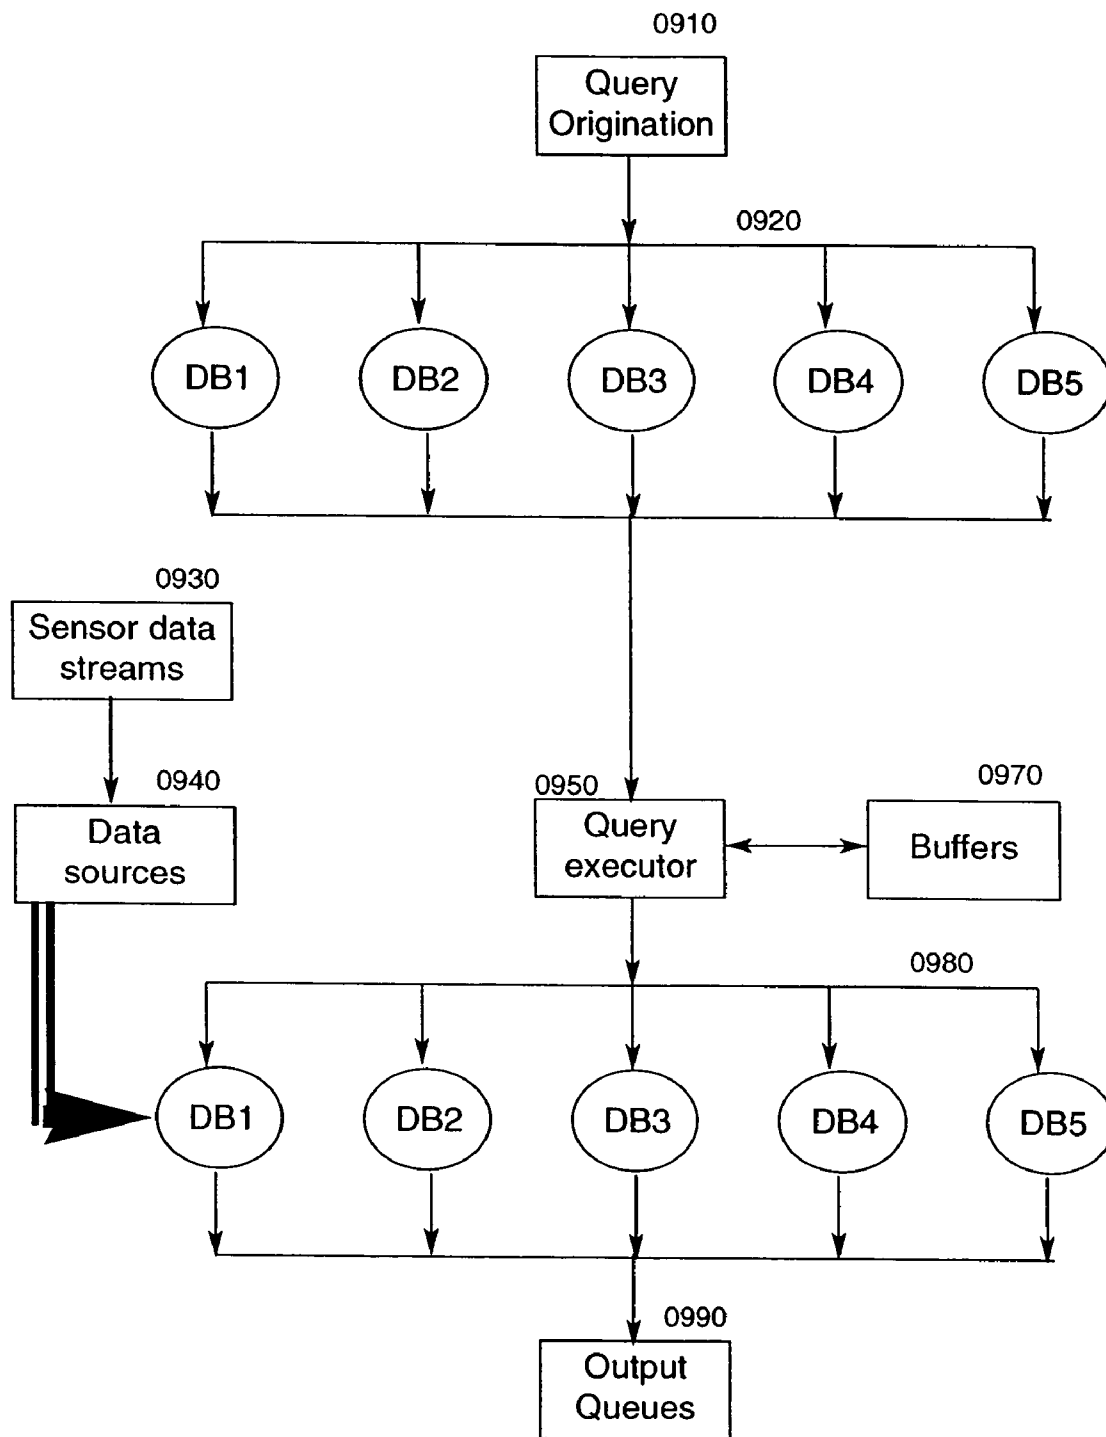 0910
Query
Origination
0920
DB1 DB2 DB3 DB4 DB5
0930
Sensor data
streams
0940
Data
sources
0950
Query
executor
0970
Buffers
0980
DB1 DB2 DB3 DB4 DB5
0990
Output
Queues